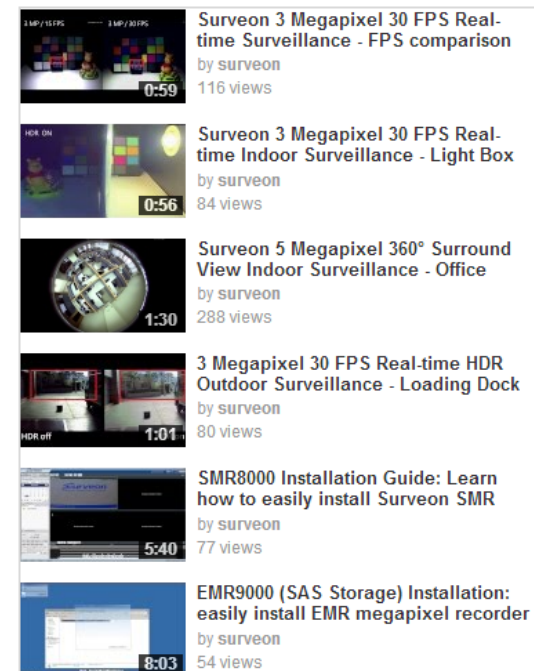 3 MP / 15 FPS
3 MP / 30 FPS
0:59
Surveon 3 Megapixel 30 FPS Real-
time Surveillance - FPS comparison
by surveon
116 views
HDR ON
0:56
Surveon 3 Megapixel 30 FPS Real-
time Indoor Surveillance - Light Box
by surveon
84 views
1:30
Surveon 5 Megapixel 360° Surround
View Indoor Surveillance - Office
by surveon
288 views
HDR off
1:01
3 Megapixel 30 FPS Real-time HDR
Outdoor Surveillance - Loading Dock
by surveon
80 views
surveon
5:40
SMR8000 Installation Guide: Learn
how to easily install Surveon SMR
by surveon
77 views
8:03
EMR9000 (SAS Storage) Installation:
easily install EMR megapixel recorder
by surveon
54 views